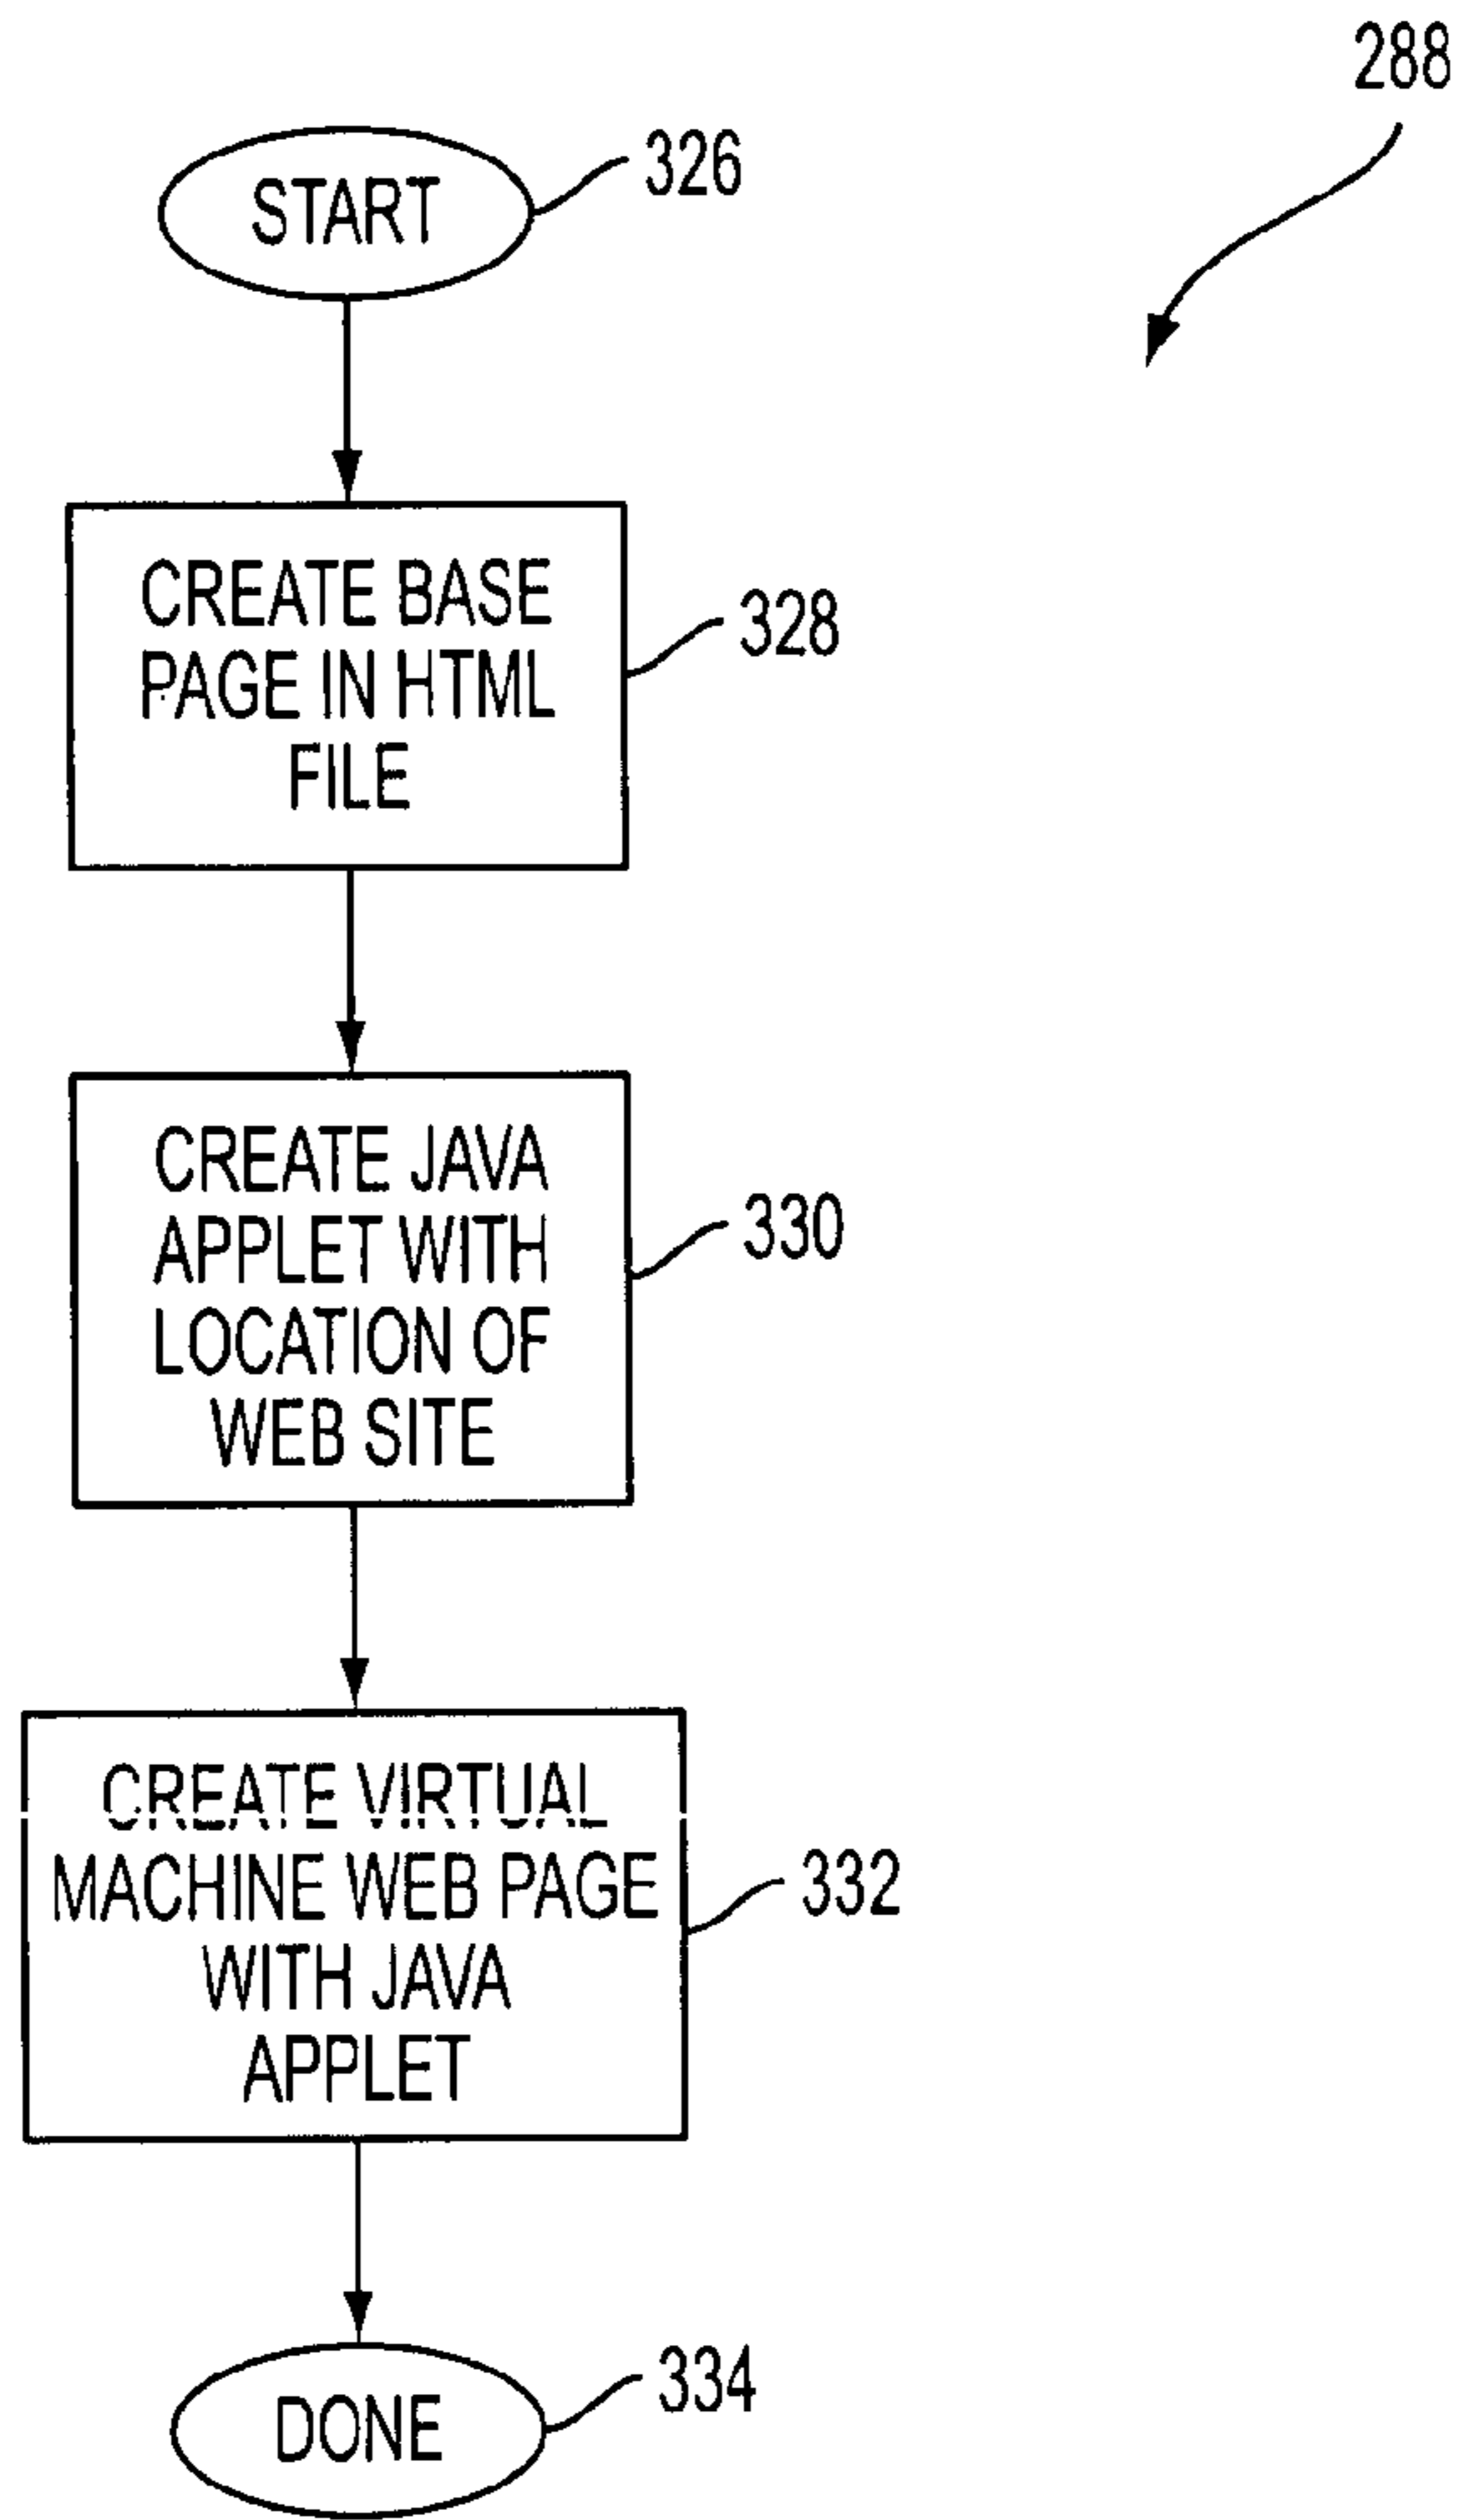 288
START
326
CREATE BASE
PAGE IN HTML
FILE
328
CREATE JAVA
APPLET WITH
LOCATION OF
WEB SITE
330
CREATE VIRTUAL
MACHINE WEB PAGE
WITH JAVA
APPLET
332
DONE
334